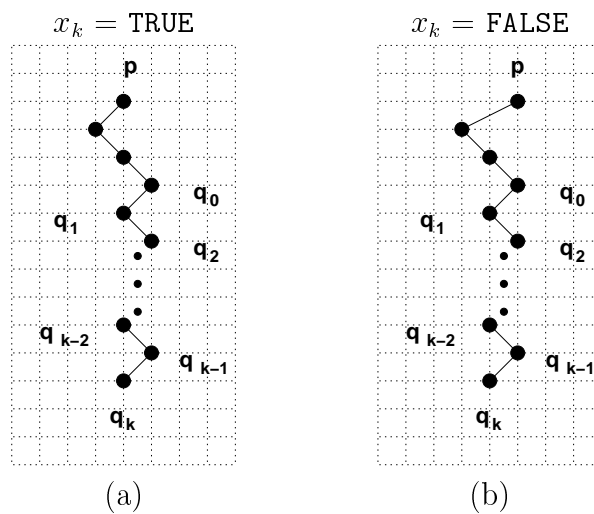 x_k = TRUE x_k = FALSE
p p
q_0 q_0
q_1 q_1
q_2 q_2
q_k−2 q_k−2
q_k−1 q_k−1
q_k q_k
(a) (b)